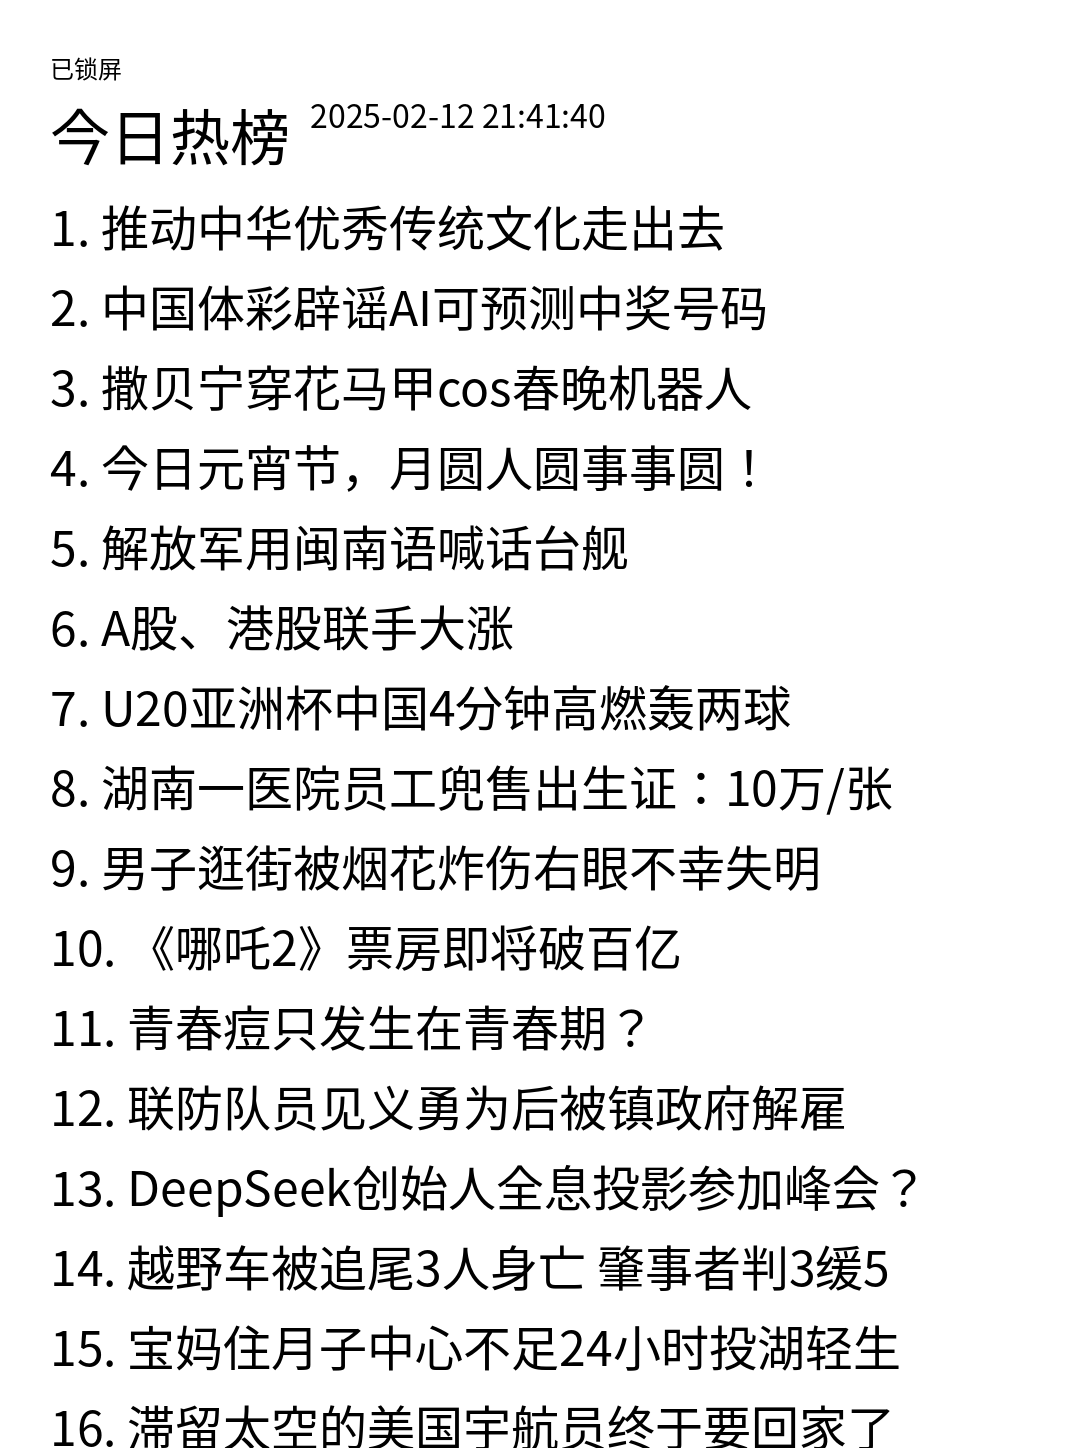 已锁屏
今日热榜 2025-02-12 21:41:40
1. 推动中华优秀传统文化走出去
2. 中国体彩辟谣AI可预测中奖号码
3. 撒贝宁穿花马甲cos春晚机器人
4. 今日元宵节，月圆人圆事事圆！
5. 解放军用闽南语喊话台舰
6. A股、港股联手大涨
7. U20亚洲杯中国4分钟高燃轰两球
8. 湖南一医院员工兜售出生证：10万/张
9. 男子逛街被烟花炸伤右眼不幸失明
10. 《哪吒2》票房即将破百亿
11. 青春痘只发生在青春期？
12. 联防队员见义勇为后被镇政府解雇
13. DeepSeek创始人全息投影参加峰会？
14. 越野车被追尾3人身亡 肇事者判3缓5
15. 宝妈住月子中心不足24小时投湖轻生
16. 滞留太空的美国宇航员终于要回家了